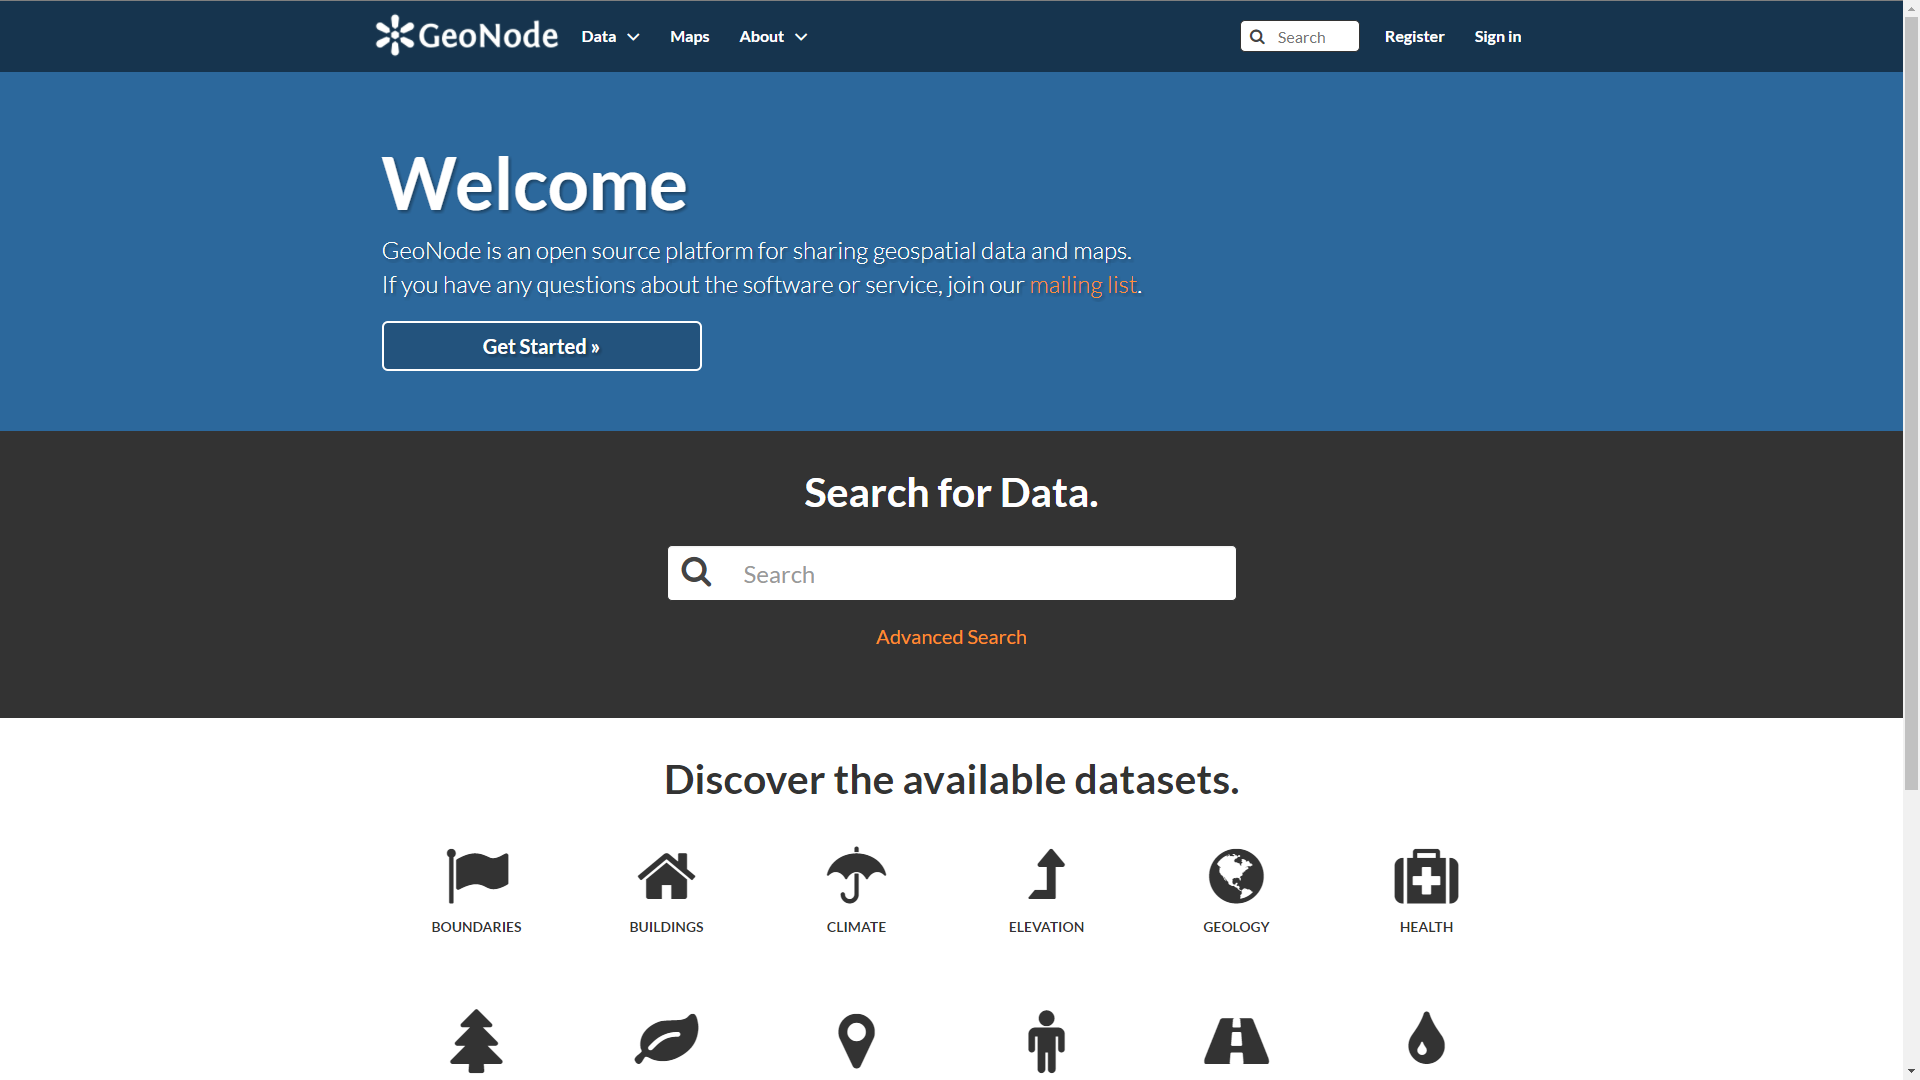 GeoNode Data Maps About Search Register Sign in
Welcome
GeoNode is an open source platform for sharing geospatial data and maps.
If you have any questions about the software or service, join our mailing list.
Get Started »
Search for Data.
Search
Advanced Search
Discover the available datasets.
BOUNDARIES BUILDINGS CLIMATE ELEVATION GEOLOGY HEALTH